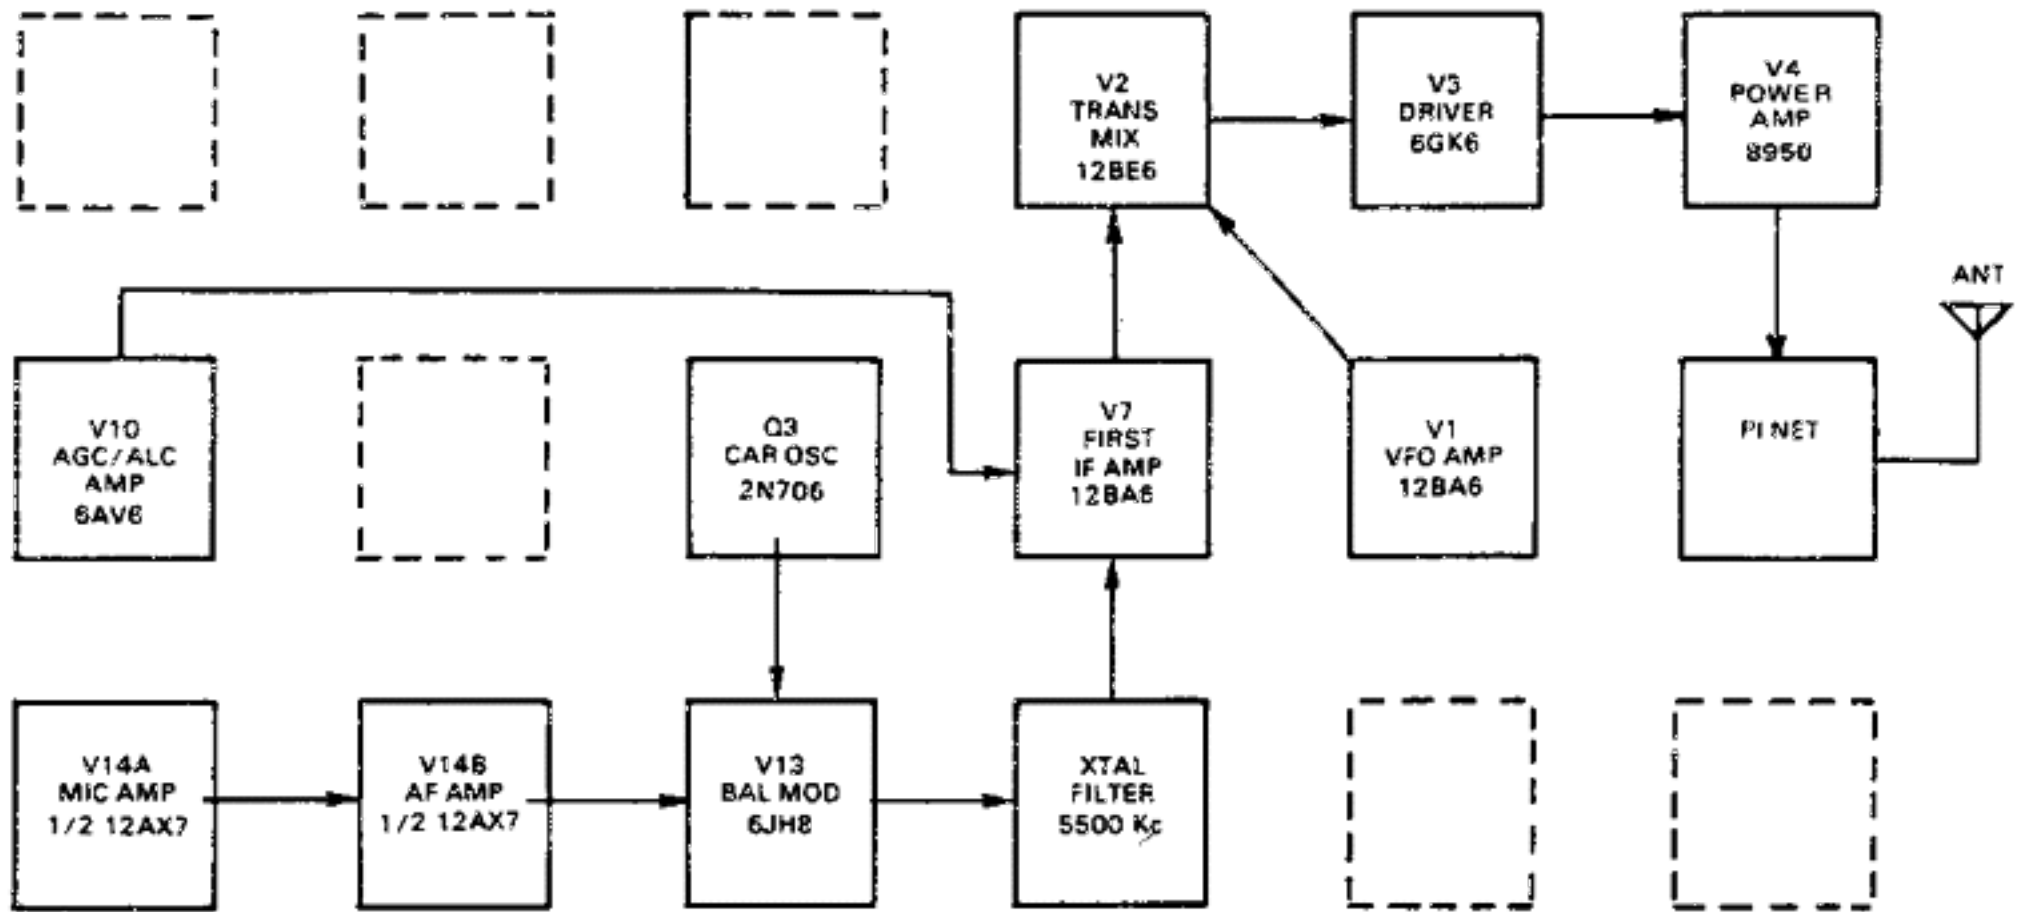 V2
TRANS
MIX
12BE6
V3
DRIVER
6GK6
V4
POWER
AMP
8950
ANT
V10
AGC/ALC
AMP
6AV6
Q3
CAR OSC
2N706
V7
FIRST
IF AMP
12BA6
V1
VFO AMP
12BA6
PI NET
V14A
MIC AMP
1/2 12AX7
V14B
AF AMP
1/2 12AX7
V13
BAL MOD
6JH8
XTAL
FILTER
5500 Kc